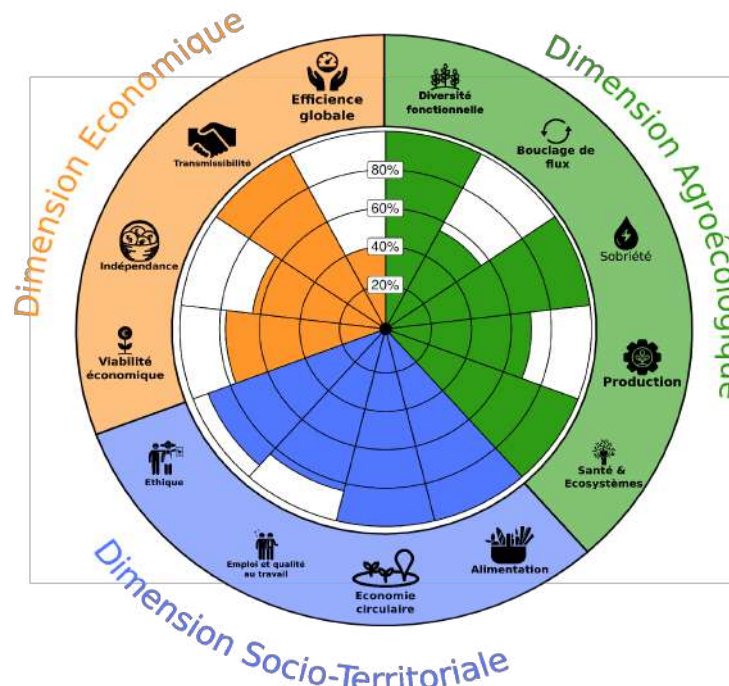 Dimension Economique
Dimension Agroécologique
Dimension Socio-Territoriale
Efficience
globale
Transmissibilité
Indépendance
Viabilité
économique
Diversité
fonctionnelle
Bouclage de
flux
Sobriété
Production
Santé &
Ecosystèmes
Alimentation
Economie
circulaire
Emploi et qualité
au travail
Ethique
80%
60%
40%
20%